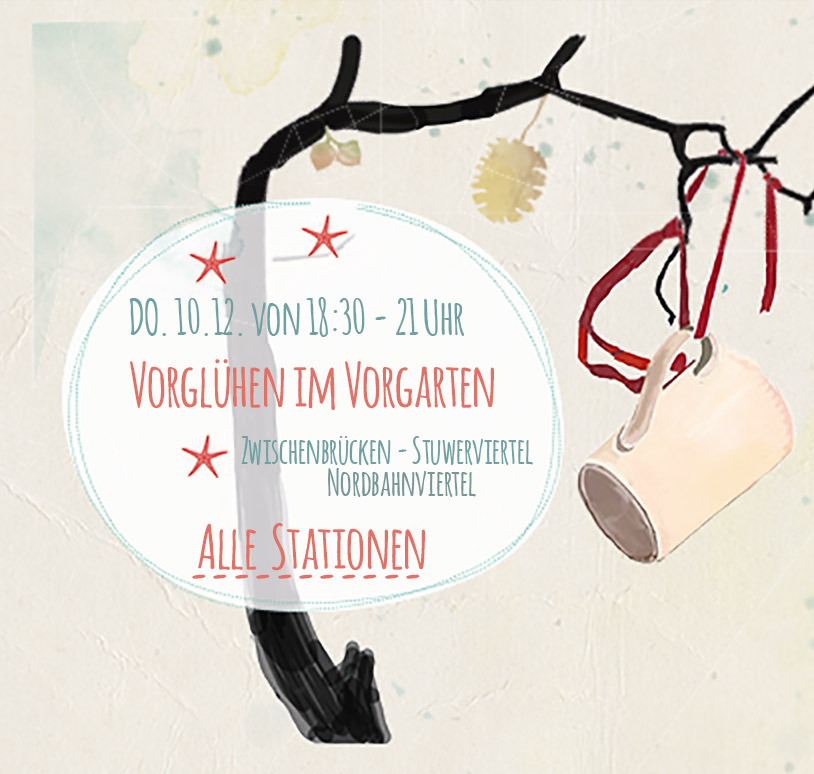 DO. 10.12. VON 18:30 - 21 UHR
VORGLÜHEN IM VORGARTEN
ZWISCHENBRÜCKEN - STUWERVIERTEL
NORDBAHNVIERTEL
ALLE STATIONEN